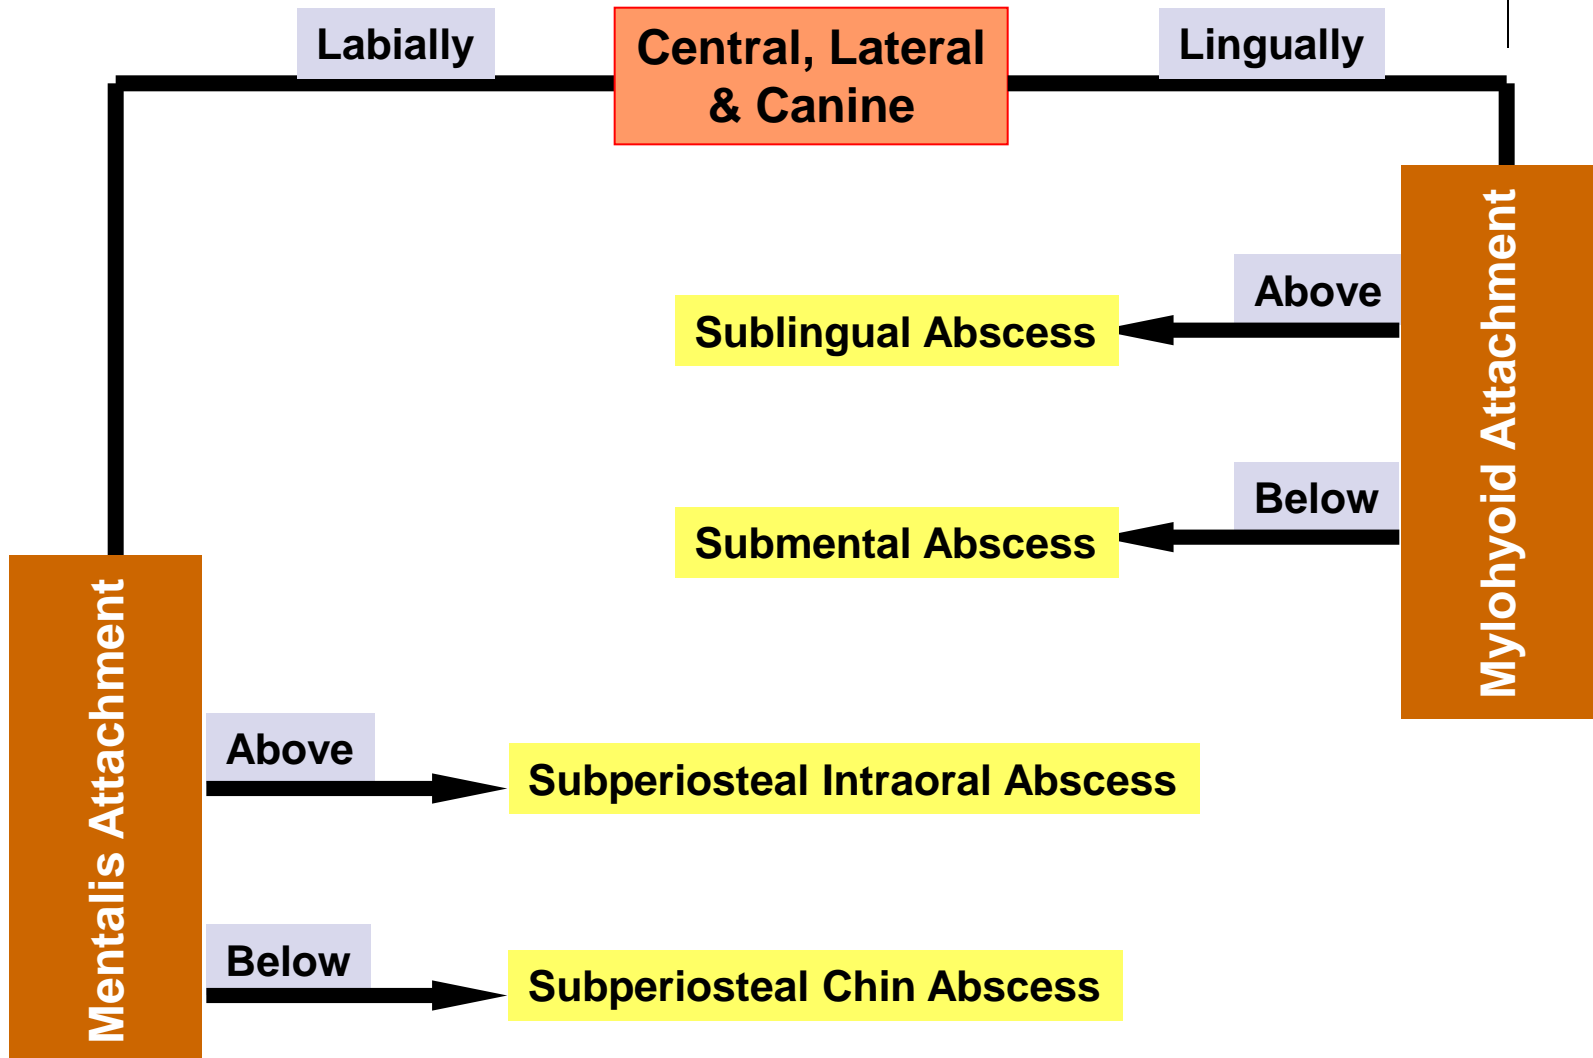 Labially
Central, Lateral
& Canine
Lingually
Above
Sublingual Abscess
Below
Submental Abscess
Mylohyoid Attachment
Mentalis Attachment
Above
Subperiosteal Intraoral Abscess
Below
Subperiosteal Chin Abscess